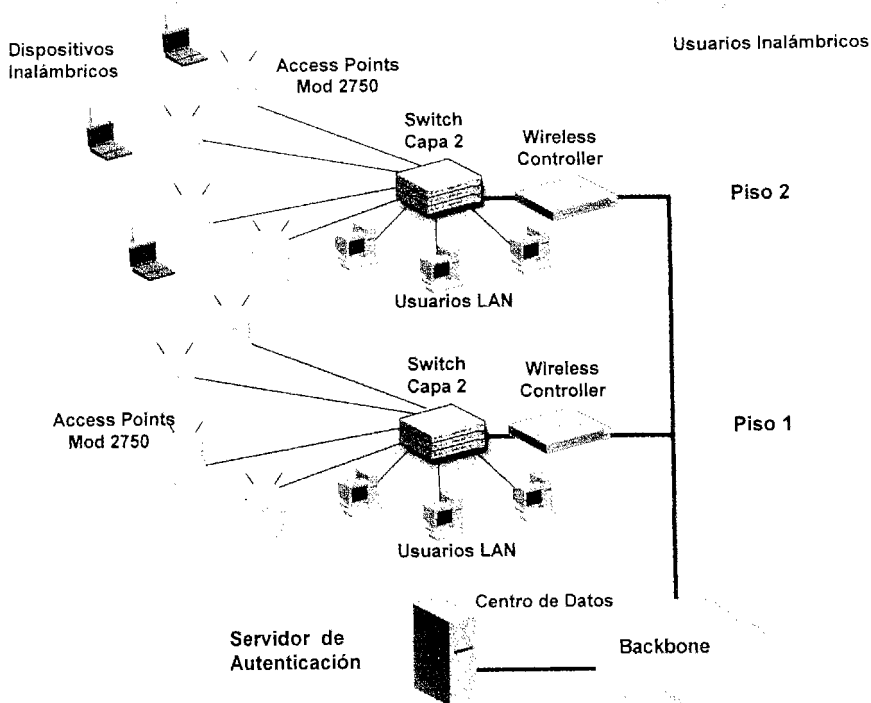 Dispositivos
Inalámbricos
Access Points
Mod 2750
Usuarios Inalámbricos
Switch
Capa 2
Wireless
Controller
Piso 2
Usuarios LAN
Switch
Capa 2
Wireless
Controller
Access Points
Mod 2750
Piso 1
Usuarios LAN
Centro de Datos
Servidor de
Autenticación
Backbone